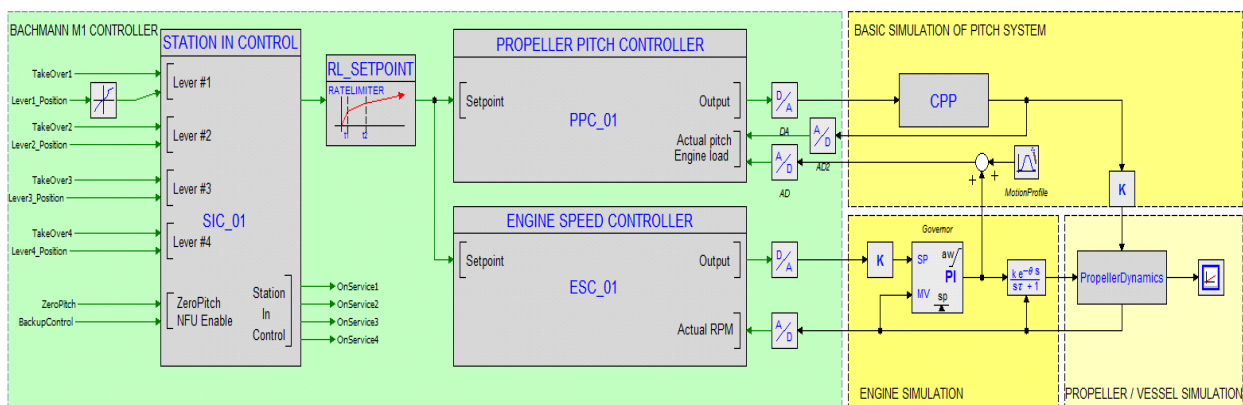 BACHMANN M1 CONTROLLER
STATION IN CONTROL
TakeOver1
Lever1_Position
Lever #1
TakeOver2
Lever2_Position
Lever #2
TakeOver3
Lever3_Position
Lever #3
SIC_01
TakeOver4
Lever4_Position
Lever #4
ZeroPitch
BackupControl
ZeroPitch
NFU Enable
Station
In
Control
OnService1
OnService2
OnService3
OnService4
RL_SETPOINT
RATELIMITER
t1
t2
PROPELLER PITCH CONTROLLER
Setpoint
Output
PPC_01
Actual pitch
Engine load
D/A
DA
A/D
AD2
A/D
AD
ENGINE SPEED CONTROLLER
Setpoint
Output
ESC_01
Actual RPM
D/A
A/D
BASIC SIMULATION OF PITCH SYSTEM
CPP
+
+
MotionProfile
K
Governor
K
SP
aw
PI
MV
sp
k e^-θ s
sτ + 1
ENGINE SIMULATION
PropellerDynamics
PROPELLER / VESSEL SIMULATION